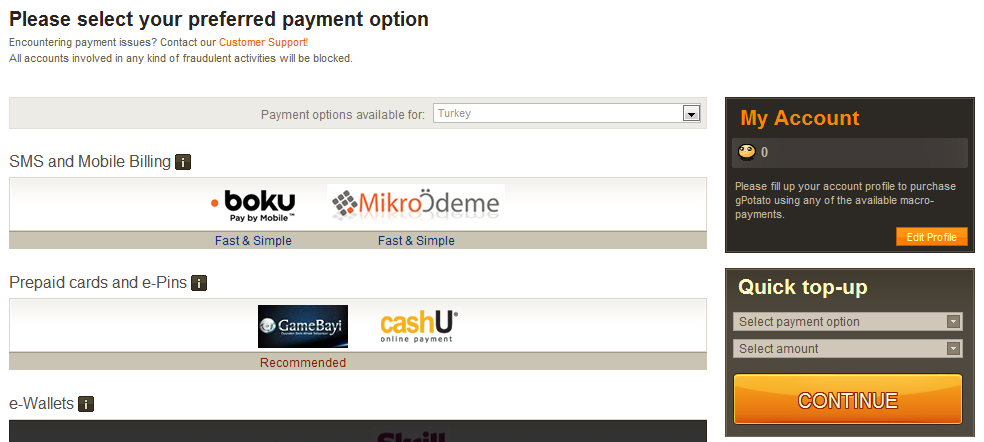 Please select your preferred payment option
Encountering payment issues? Contact our Customer Support!
All accounts involved in any kind of fraudulent activities will be blocked.
Payment options available for: Turkey
SMS and Mobile Billing i
boku
Pay by Mobile™
MikroÖdeme
Fast & Simple
Fast & Simple
Prepaid cards and e-Pins i
GameBayi
cashU®
online payment
Recommended
e-Wallets i
Skrill
My Account
0
Please fill up your account profile to purchase
gPotato using any of the available macro-
payments.
Edit Profile
Quick top-up
Select payment option
Select amount
CONTINUE